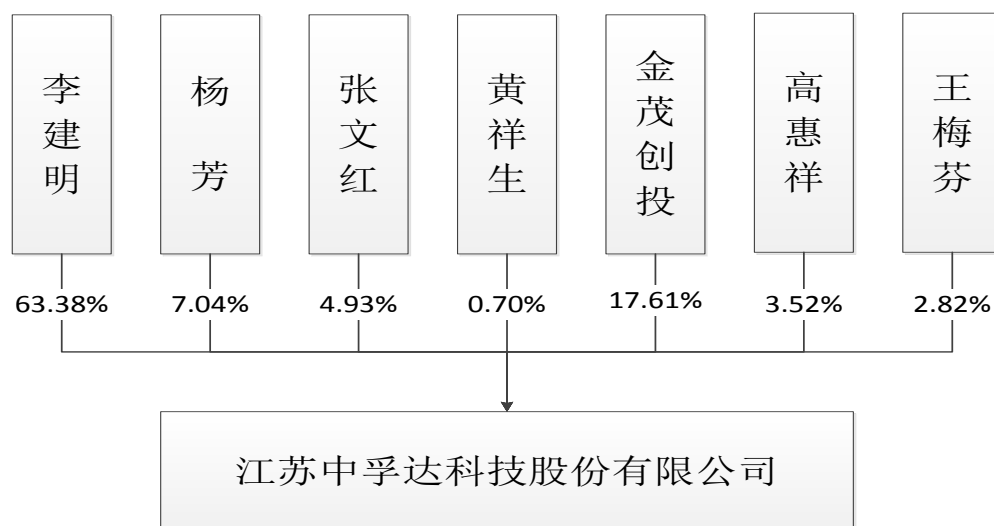 李建明
杨芳
张文红
黄祥生
金茂创投
高惠祥
王梅芬
63.38%
7.04%
4.93%
0.70%
17.61%
3.52%
2.82%
江苏中孚达科技股份有限公司